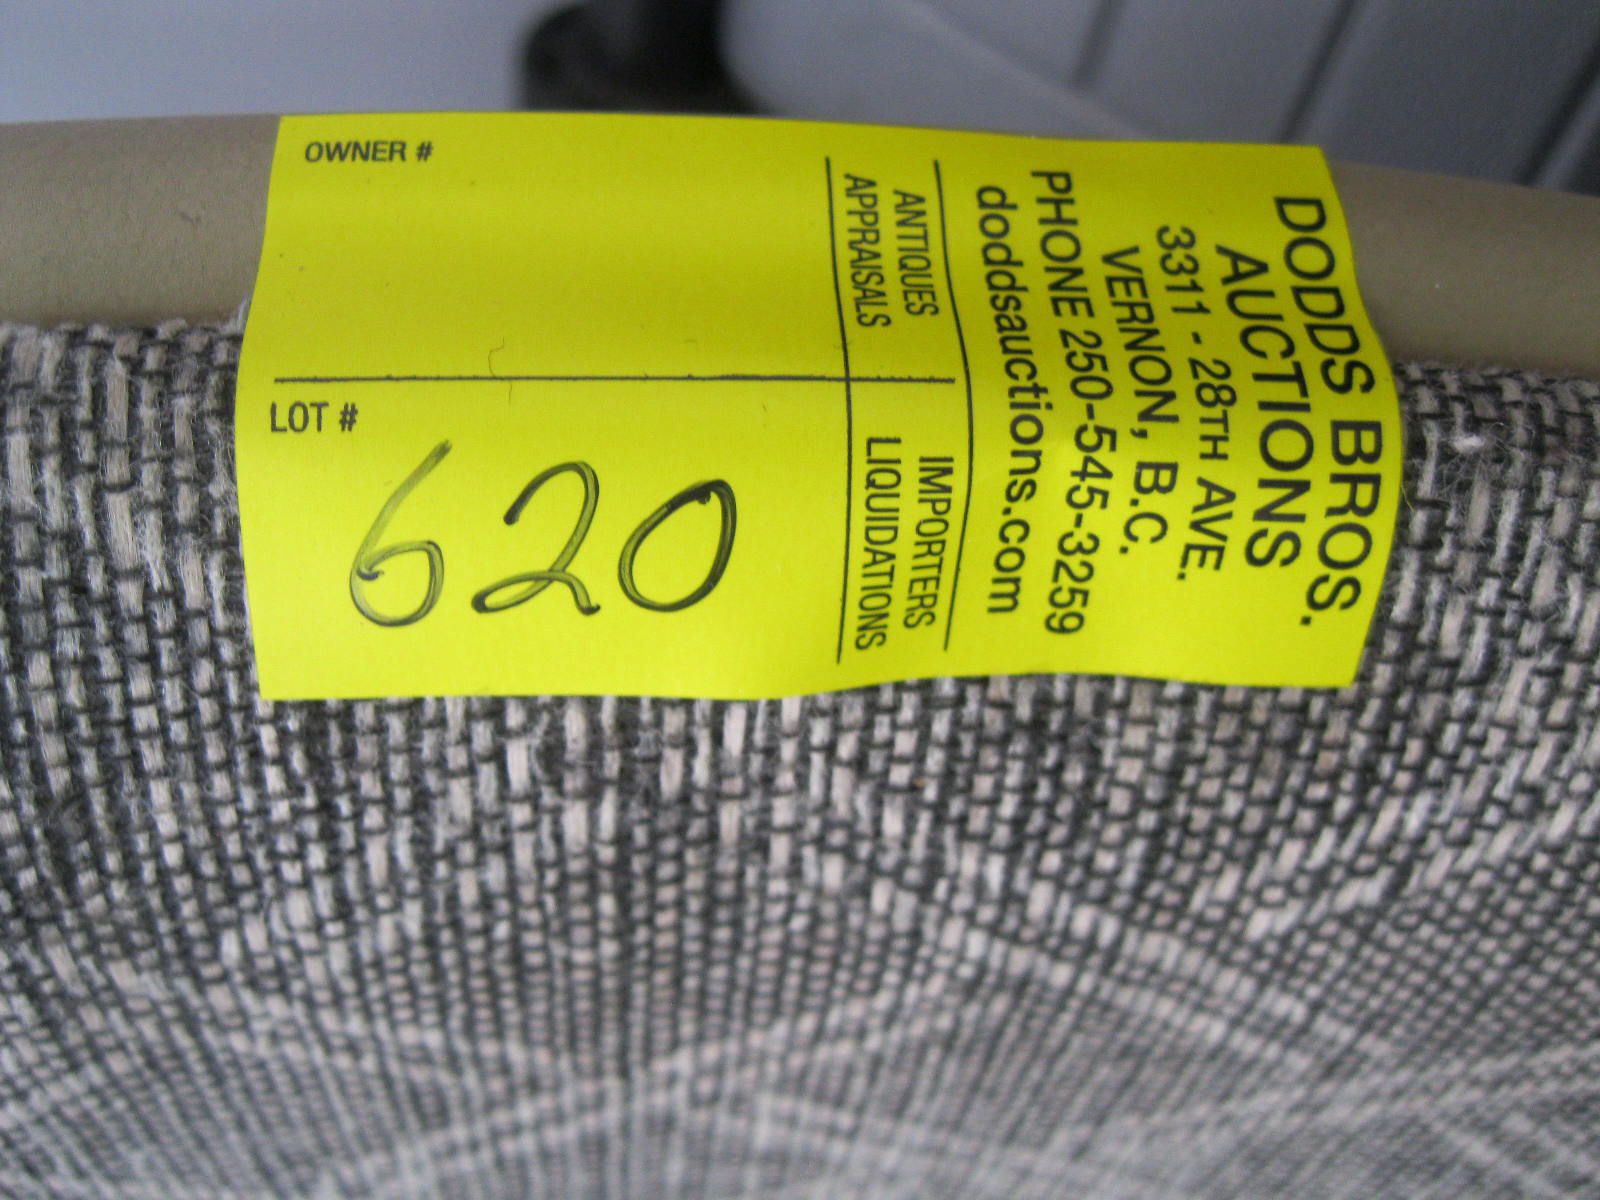 OWNER #
LOT #
620
DODDS BROS.
AUCTIONS
3311 - 28TH AVE.
VERNON, B.C.
PHONE 250-545-3259
doddsauctions.com
ANTIQUES
APPRAISALS
IMPORTERS
LIQUIDATIONS